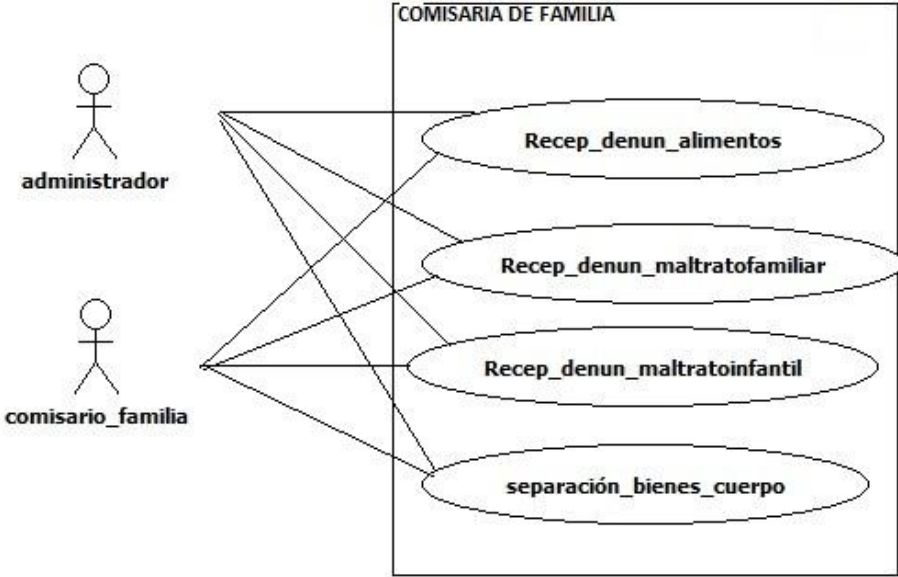 COMISARIA DE FAMILIA
administrador
comisario_familia
Recep_denun_alimentos
Recep_denun_maltratofamiliar
Recep_denun_maltratoinfantil
separación_bienes_cuerpo